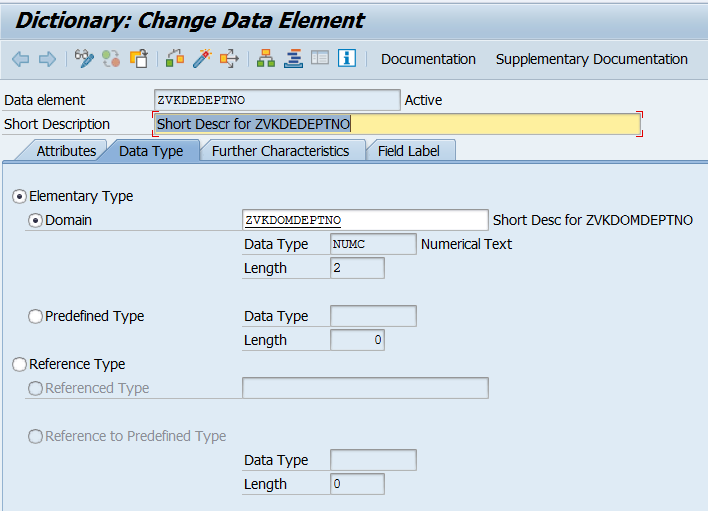 Dictionary: Change Data Element
Documentation Supplementary Documentation
Data element ZVKDEDEPTNO Active
Short Description Short Descr for ZVKDEDEPTNO
Attributes Data Type Further Characteristics Field Label
Elementary Type
Domain ZVKDOMDEPTNO Short Desc for ZVKDOMDEPTNO
Data Type NUMC Numerical Text
Length 2
Predefined Type Data Type
Length 0
Reference Type
Referenced Type
Reference to Predefined Type
Data Type
Length 0